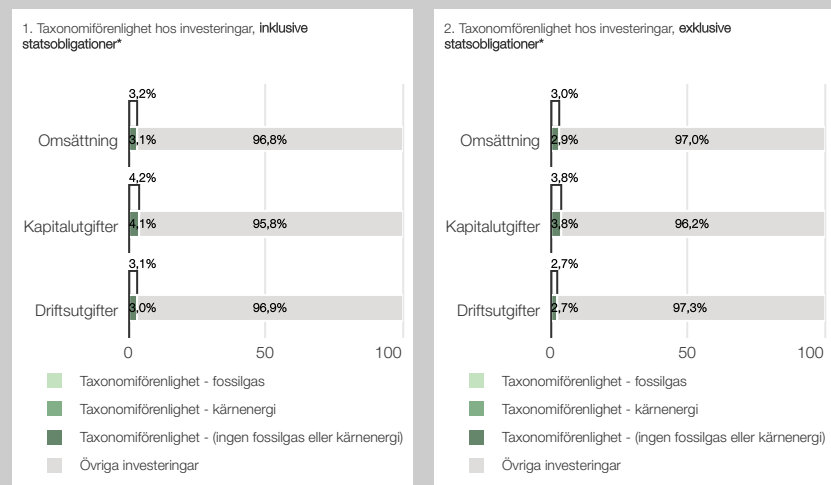 1. Taxonomiförenlighet hos investeringar, inklusive
statsobligationer*
3,2%
Omsättning 3,1% 96,8%
4,2%
Kapitalutgifter 4,1% 95,8%
3,1%
Driftsutgifter 3,0% 96,9%
0 50 100
Taxonomiförenlighet - fossilgas
Taxonomiförenlighet - kärnenergi
Taxonomiförenlighet - (ingen fossilgas eller kärnenergi)
Övriga investeringar
2. Taxonomförenlighet hos investeringar, exklusive
statsobligationer*
3,0%
Omsättning 2,9% 97,0%
3,8%
Kapitalutgifter 3,8% 96,2%
2,7%
Driftsutgifter 2,7% 97,3%
0 50 100
Taxonomiförenlighet - fossilgas
Taxonomiförenlighet - kärnenergi
Taxonomiförenlighet - (ingen fossilgas eller kärnenergi)
Övriga investeringar